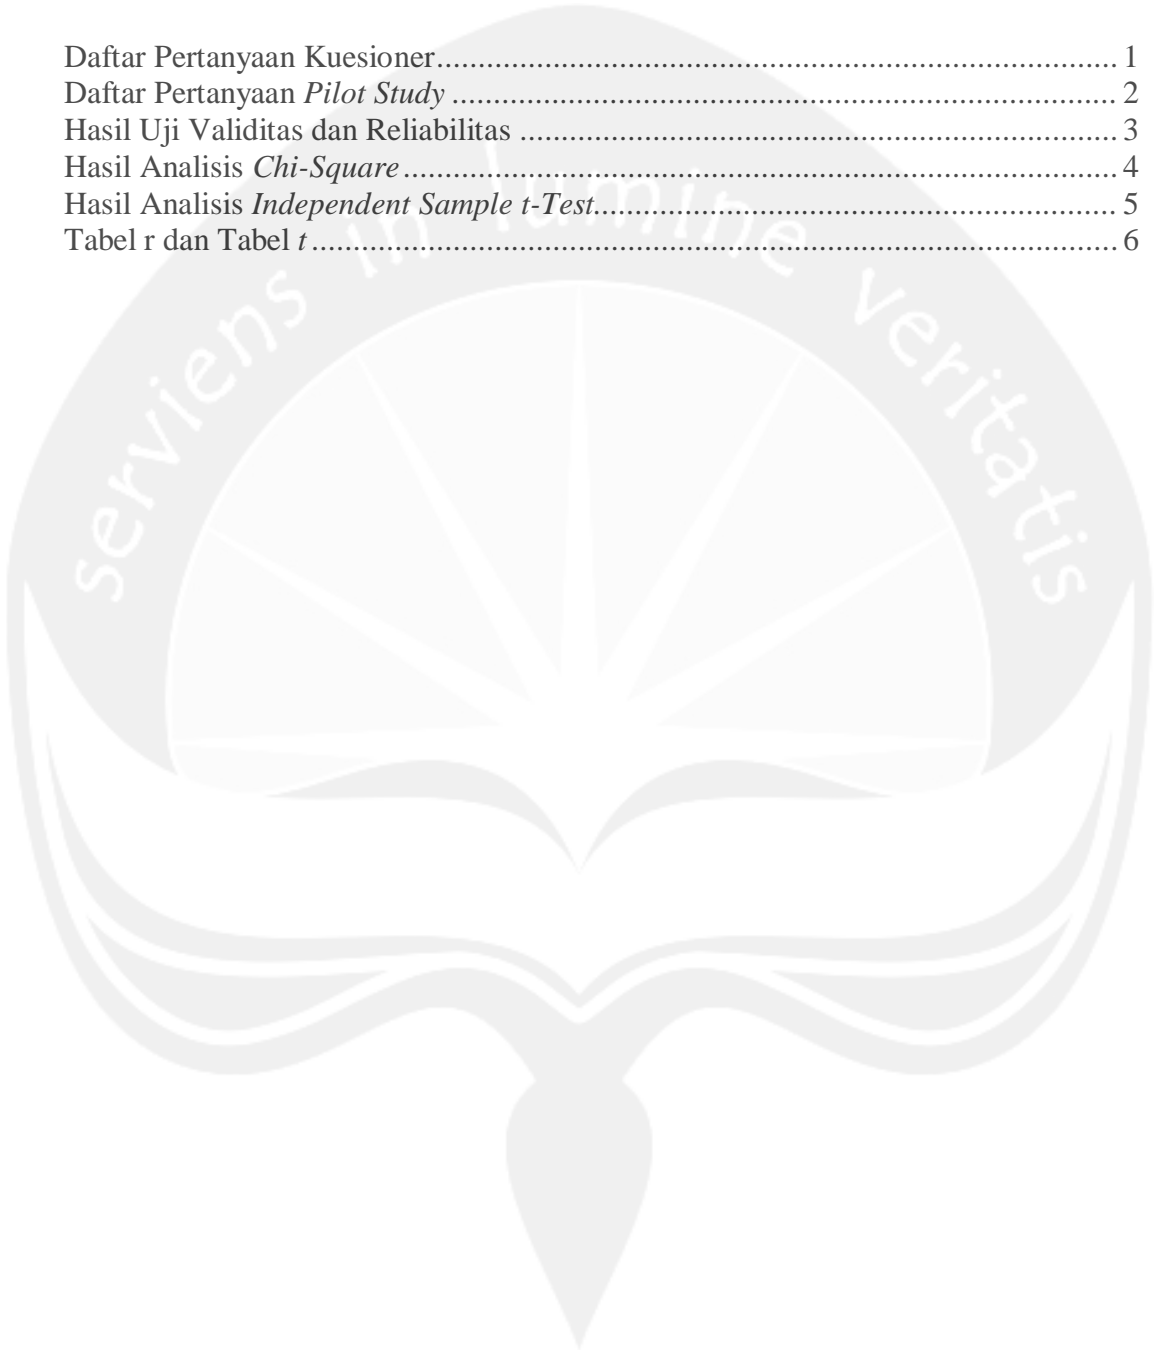 Daftar Pertanyaan Kuesioner.................................................................................. 1
Daftar Pertanyaan Pilot Study ................................................................................ 2
Hasil Uji Validitas dan Reliabilitas ........................................................................ 3
Hasil Analisis Chi-Square ...................................................................................... 4
Hasil Analisis Independent Sample t-Test............................................................... 5
Tabel r dan Tabel t ................................................................................................. 6
serviens in lumine veritatis